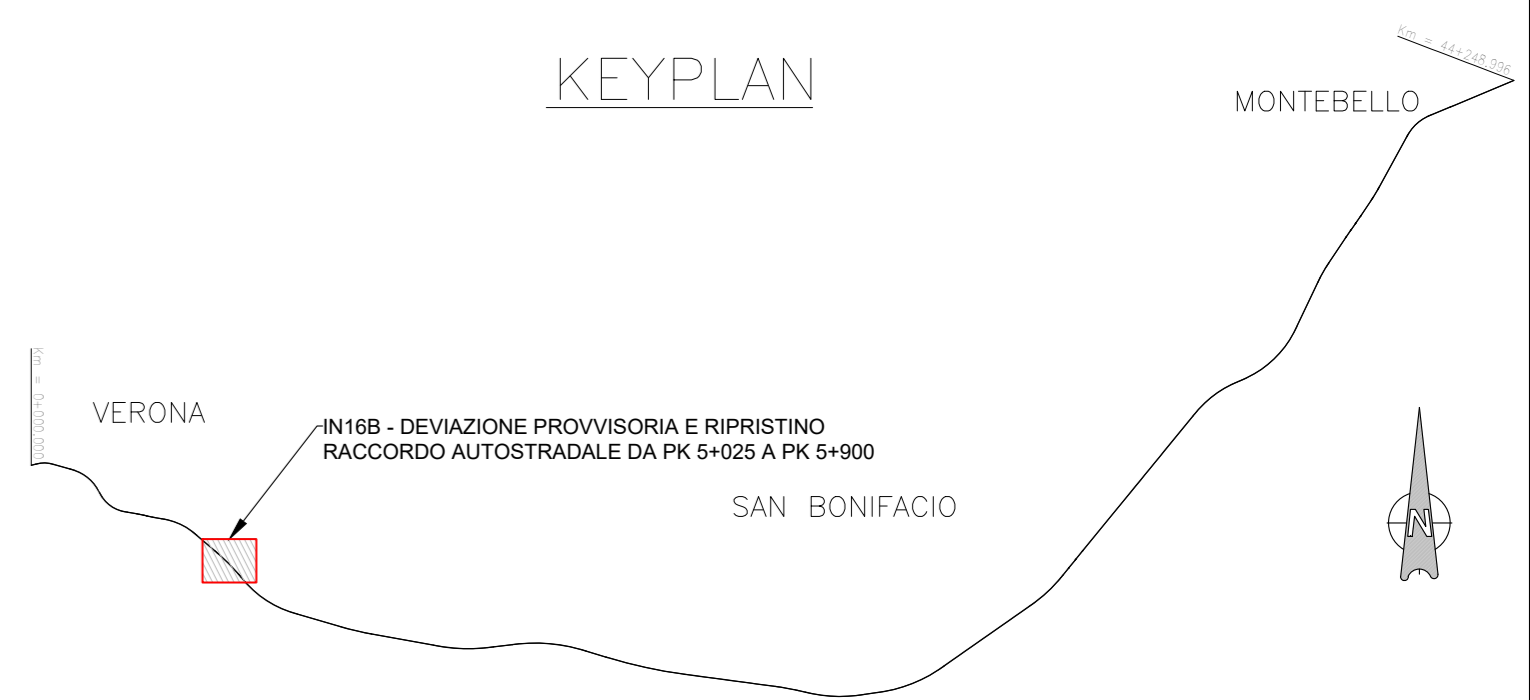 KEYPLAN
Km = 44+248.996
MONTEBELLO
Km = 0+000.000
VERONA
IN16B - DEVIAZIONE PROVVISORIA E RIPRISTINO
RACCORDO AUTOSTRADALE DA PK 5+025 A PK 5+900
SAN BONIFACIO
N